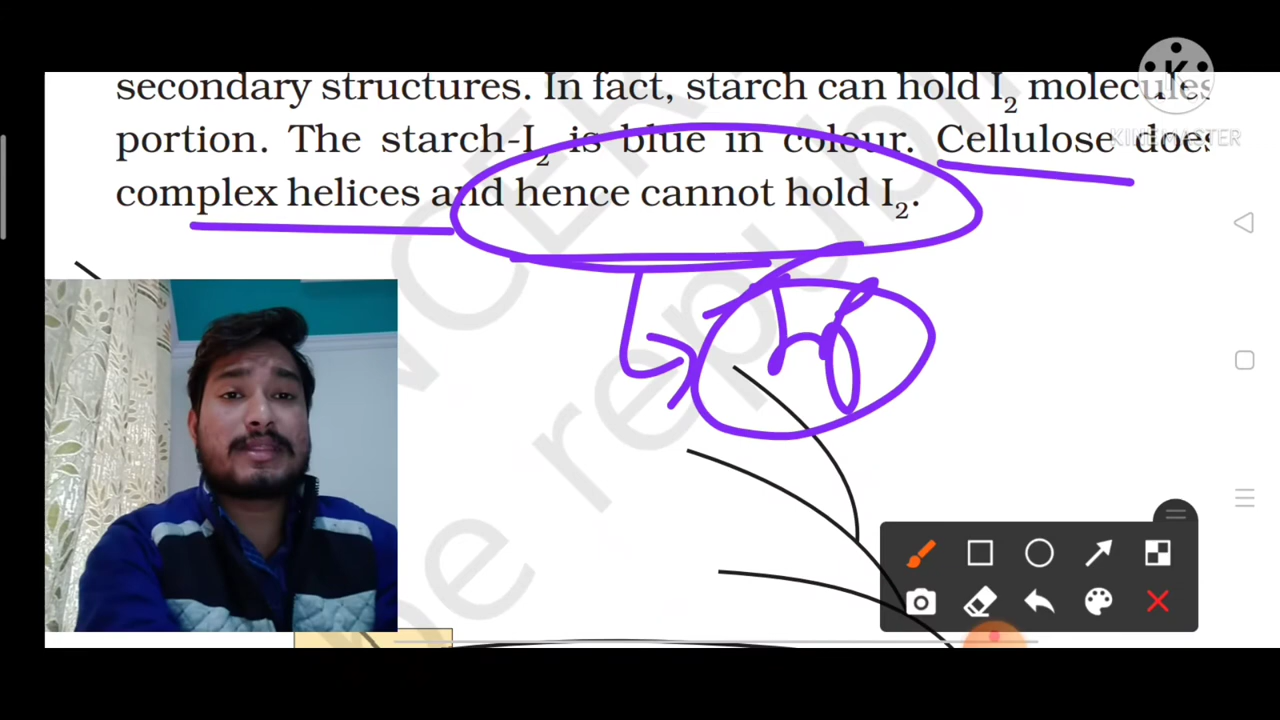 secondary structures. In fact, starch can hold I₂ molecules
portion. The starch-I₂ is blue in colour. Cellulose does
complex helices and hence cannot hold I₂.
K
KINEMASTER